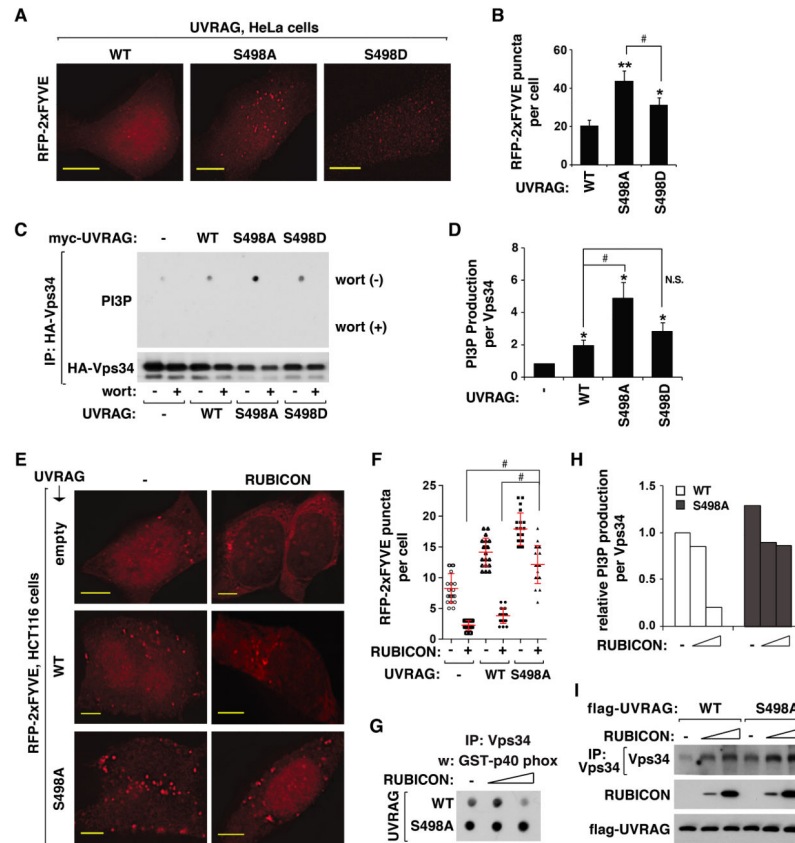 A
UVRAG, HeLa cells
WT S498A S498D
RFP-2xFYVE
B
RFP-2xFYVE puncta
per cell
60
40
20
0
#
** *
UVRAG: WT S498A S498D
C
myc-UVRAG: - WT S498A S498D
IP: HA-Vps34
PI3P
wort (-)
wort (+)
HA-Vps34
wort: - + - + - + - +
UVRAG: - WT S498A S498D
D
PI3P Production
per Vps34
8
6
4
2
0
# N.S.
* * *
UVRAG: - WT S498A S498D
E
UVRAG - RUBICON
RFP-2xFYVE, HCT116 cells
empty
WT
S498A
F
RFP-2xFYVE puncta
per cell
25
20
15
10
5
0
#
#
RUBICON: - + - + - +
UVRAG: - WT S498A
G
IP: Vps34
w: GST-p40 phox
RUBICON: -
UVRAG
WT
S498A
H
relative PI3P production
per Vps34
1.5
1.0
0.5
0
WT
S498A
RUBICON: - -
I
flag-UVRAG: WT S498A
RUBICON: - -
IP: Vps34
Vps34
RUBICON
flag-UVRAG